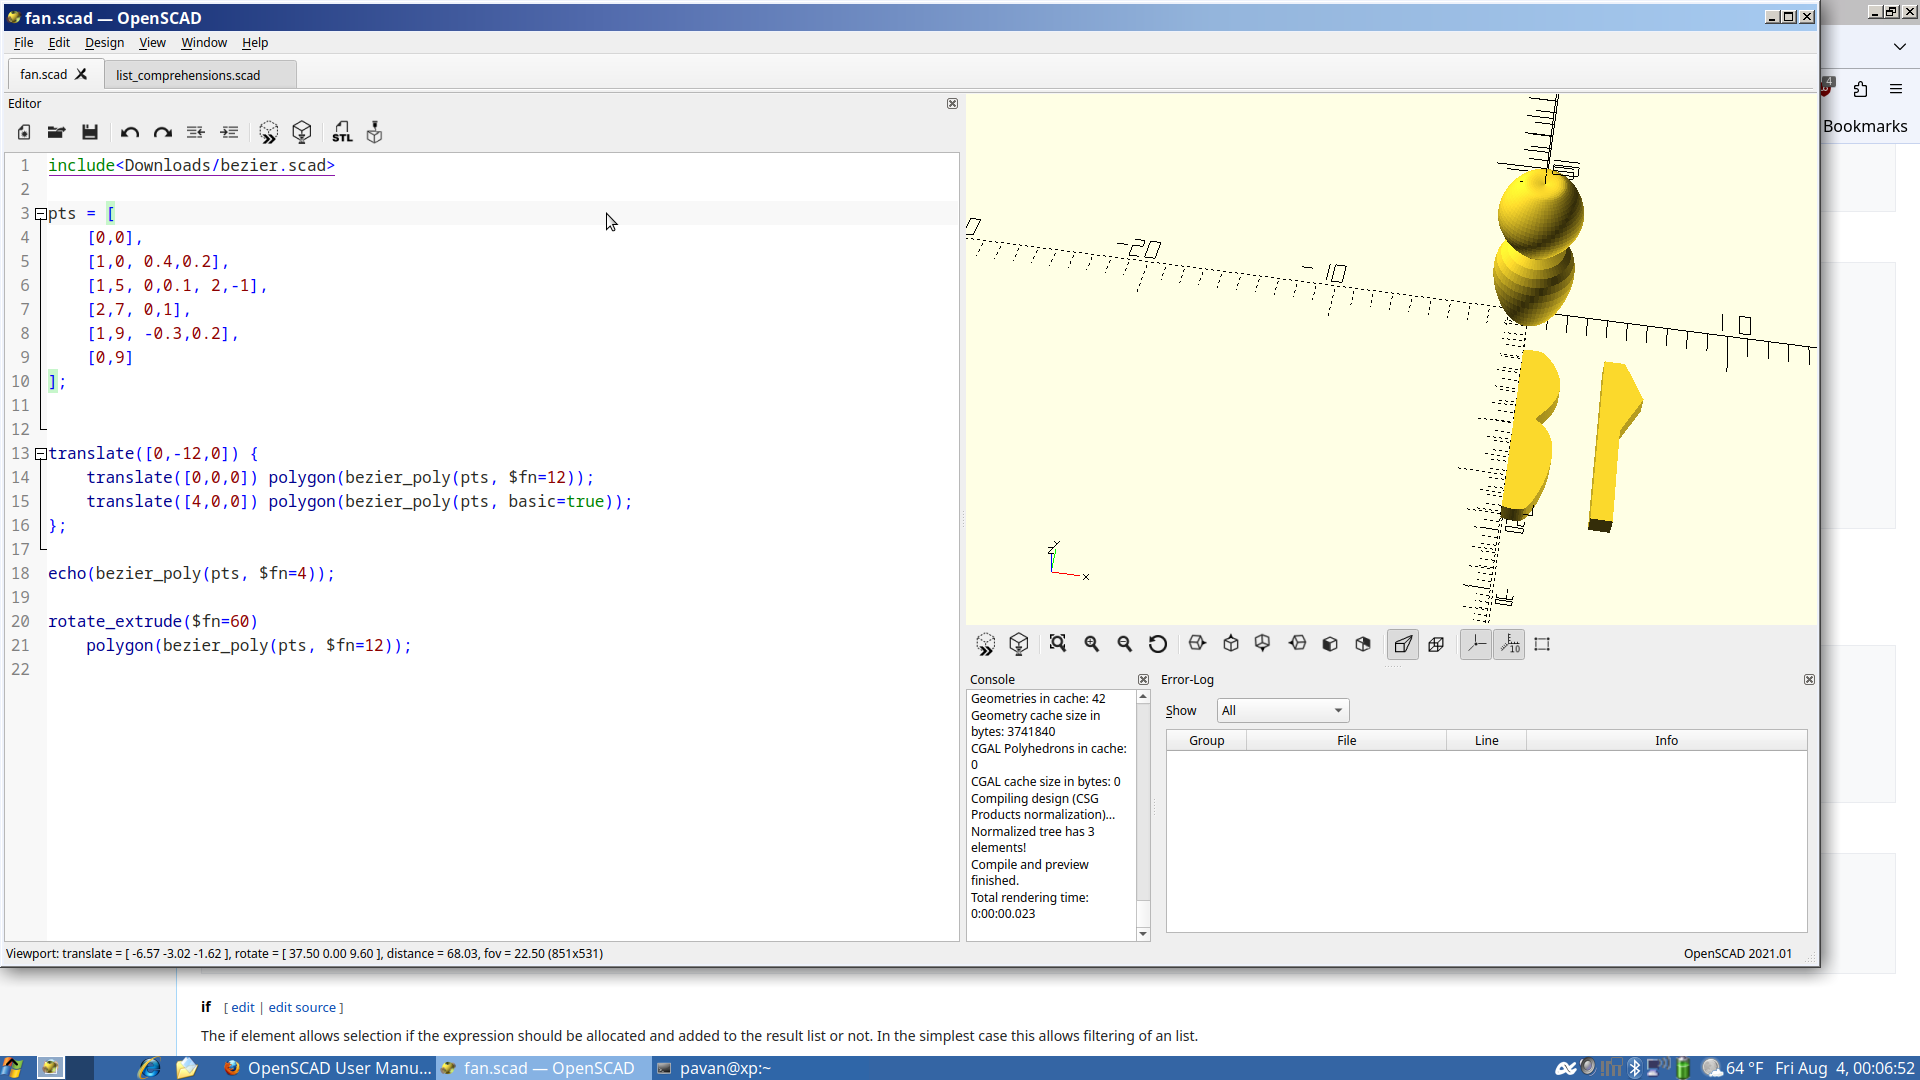 fan.scad — OpenSCAD
File Edit Design View Window Help
fan.scad list_comprehensions.scad
4
Bookmarks
Editor
STL
1 include<Downloads/bezier.scad>
2
3 pts = [
4 [0,0],
5 [1,0, 0.4,0.2],
6 [1,5, 0,0.1, 2,-1],
7 [2,7, 0,1],
8 [1,9, -0.3,0.2],
9 [0,9]
10 ];
11
12
13 translate([0,-12,0]) {
14 translate([0,0,0]) polygon(bezier_poly(pts, $fn=12));
15 translate([4,0,0]) polygon(bezier_poly(pts, basic=true));
16 };
17
18 echo(bezier_poly(pts, $fn=4));
19
20 rotate_extrude($fn=60)
21 polygon(bezier_poly(pts, $fn=12));
22
0 -20 -10 10
Y
Z
x
10
Console
Geometries in cache: 42
Geometry cache size in
bytes: 3741840
CGAL Polyhedrons in cache:
0
CGAL cache size in bytes: 0
Compiling design (CSG
Products normalization)...
Normalized tree has 3
elements!
Compile and preview
finished.
Total rendering time:
0:00:00.023
Error-Log
Show All
Group File Line Info
Viewport: translate = [ -6.57 -3.02 -1.62 ], rotate = [ 37.50 0.00 9.60 ], distance = 68.03, fov = 22.50 (851x531)
OpenSCAD 2021.01
if [ edit | edit source ]
The if element allows selection if the expression should be allocated and added to the result list or not. In the simplest case this allows filtering of an list.
OpenSCAD User Manu... fan.scad — OpenSCAD pavan@xp:~ 64 °F Fri Aug 4, 00:06:52